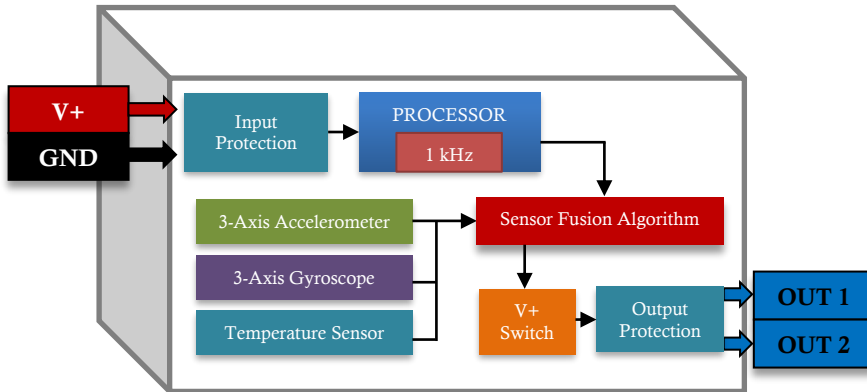 V+
GND
Input
Protection
PROCESSOR
1 kHz
3-Axis Accelerometer
3-Axis Gyroscope
Temperature Sensor
Sensor Fusion Algorithm
V+
Switch
Output
Protection
OUT 1
OUT 2